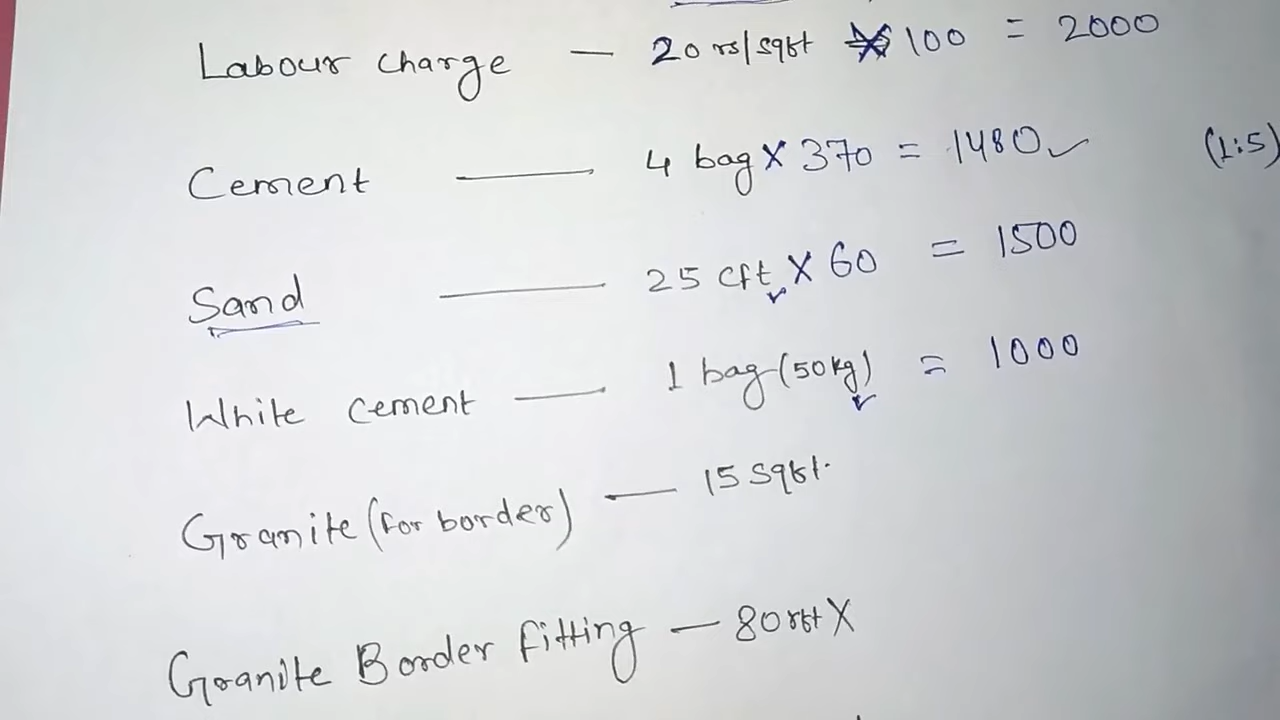 Labour charge — 20 rs/sqft X 100 = 2000
Cement — 4 bag X 370 = 1480 ✓ (1:5)
Sand — 25 cft X 60 = 1500
White cement — 1 bag (50kg) = 1000
Granite (for border) — 15 sqft.
Granite Border fitting — 80 rft X